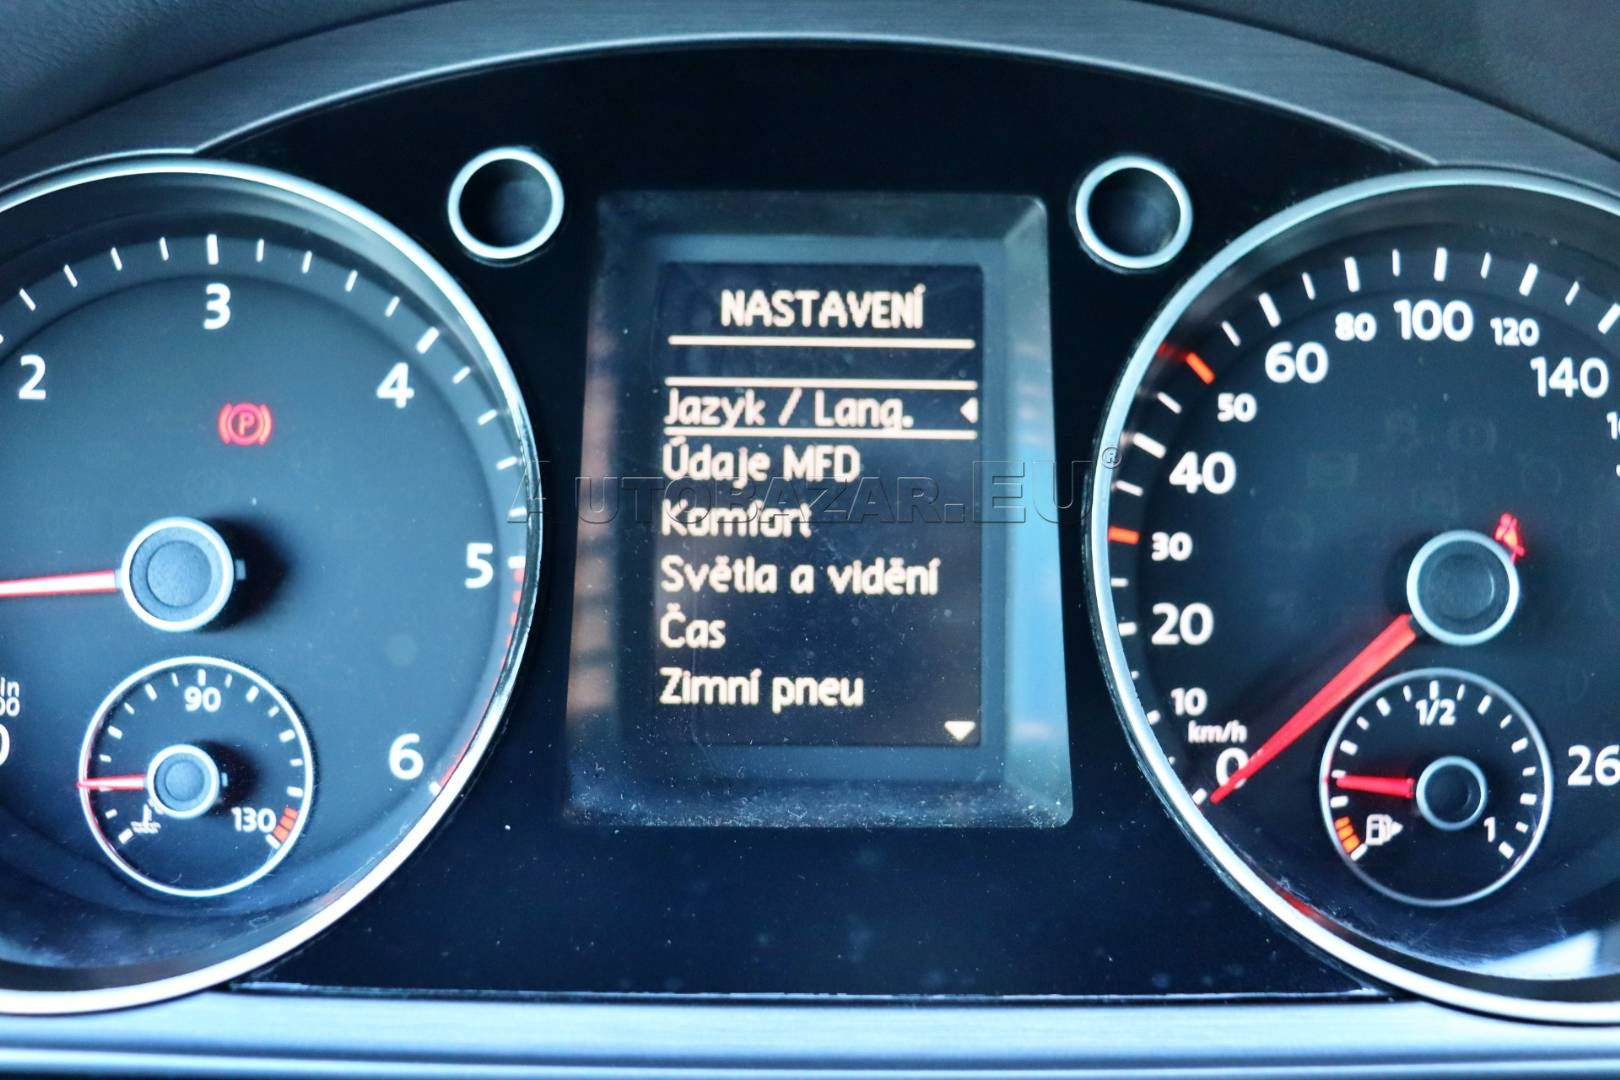 NASTAVENÍ
Jazyk / Lang.
Údaje MFD
Komfort
Světla a vidění
Čas
Zimní pneu
AUTOBAZAR.EU®
2
3
4
5
6
(P)
90
130
0
10
20
30
40
50
60
80
100
120
140
26
km/h
1/2
1